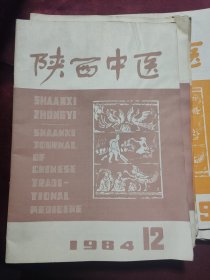 陕西中医
SHAANXI
ZHONGYI
SHAANXI
JOURNAL
OF
CHINESE
TRADI-
TIONAL
MEDICINE
1984 12